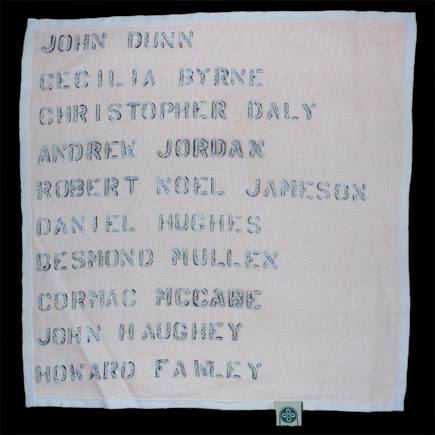 JOHN DUNN
CECILIA BYRNE
CHRISTOPHER DALY
ANDREW JORDAN
ROBERT NOEL JAMESON
DANIEL HUGHES
DESMOND MULLEN
CORMAC MCCABE
JOHN HAUGHEY
HOWARD FAWLEY